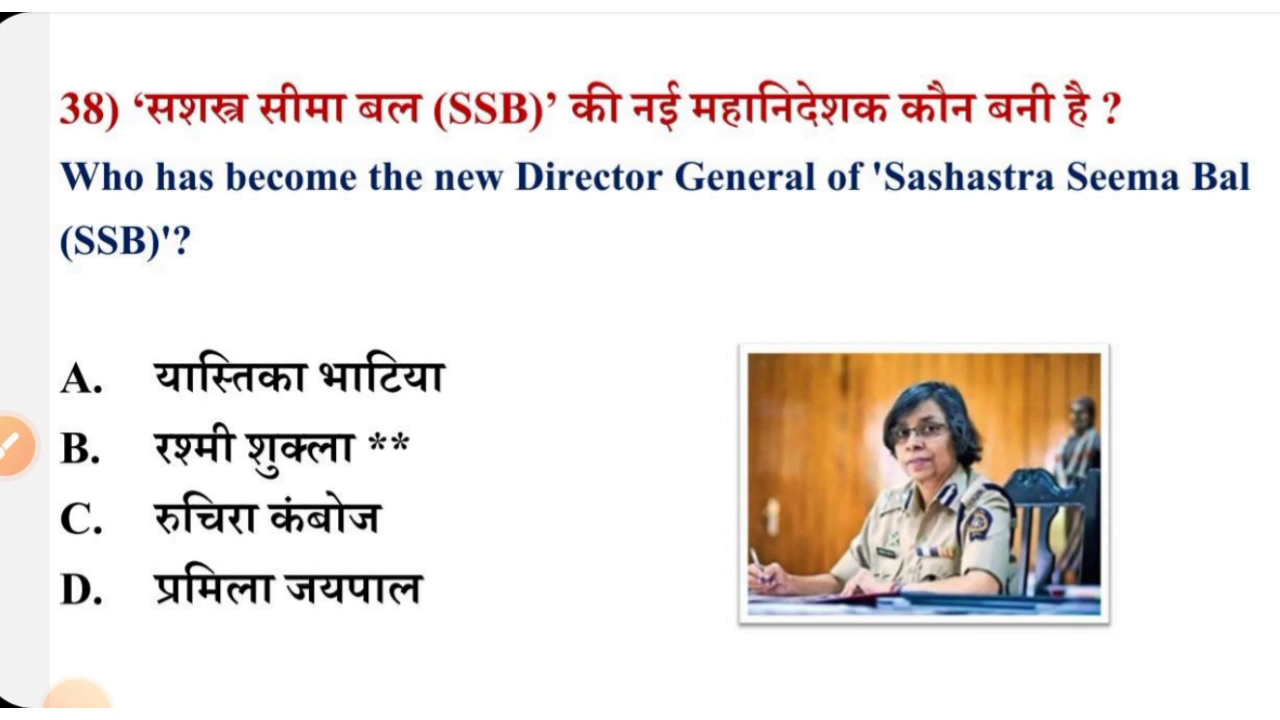 38) ‘सशस्त्र सीमा बल (SSB)’ की नई महानिदेशक कौन बनी है ?
Who has become the new Director General of 'Sashastra Seema Bal
(SSB)'?
A. यास्तिका भाटिया
B. रश्मी शुक्ला **
C. रुचिरा कंबोज
D. प्रमिला जयपाल